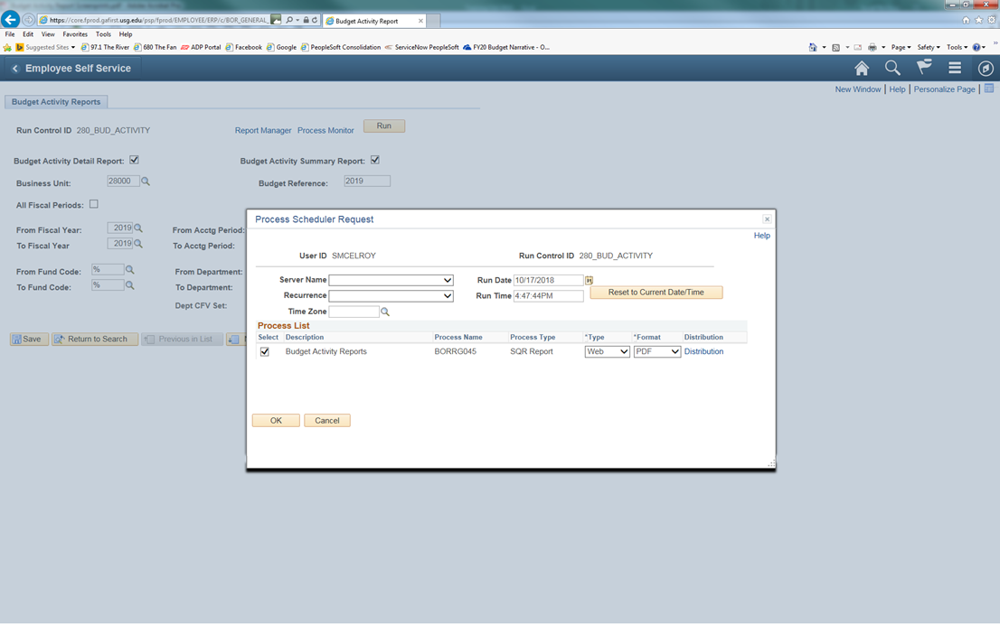 https://core.fprod.gafirst.usg.edu/psp/fprod/EMPLOYEE/ERP/c/BOR_GENERAL_
Budget Activity Report
File Edit View Favorites Tools Help
Suggested Sites 97.1 The River 680 The Fan ADP Portal Facebook Google PeopleSoft Consolidation ServiceNow PeopleSoft FY20 Budget Narrative - O...
Page Safety Tools
Employee Self Service
New Window | Help | Personalize Page |
Budget Activity Reports
Run Control ID 280_BUD_ACTIVITY Report Manager Process Monitor Run
Budget Activity Detail Report: Budget Activity Summary Report:
Business Unit: 28000 Budget Reference: 2019
All Fiscal Periods:
From Fiscal Year: 2019 From Acctg Period:
To Fiscal Year 2019 To Acctg Period:
From Fund Code: % From Department:
To Fund Code: % To Department:
Dept CFV Set:
Save Return to Search Previous in List
Process Scheduler Request
Help
User ID SMCELROY Run Control ID 280_BUD_ACTIVITY
Server Name Run Date 10/17/2018
Recurrence Run Time 4:47:44PM Reset to Current Date/Time
Time Zone
Process List
Select Description Process Name Process Type *Type *Format Distribution
Budget Activity Reports BORRG045 SQR Report Web PDF Distribution
OK Cancel